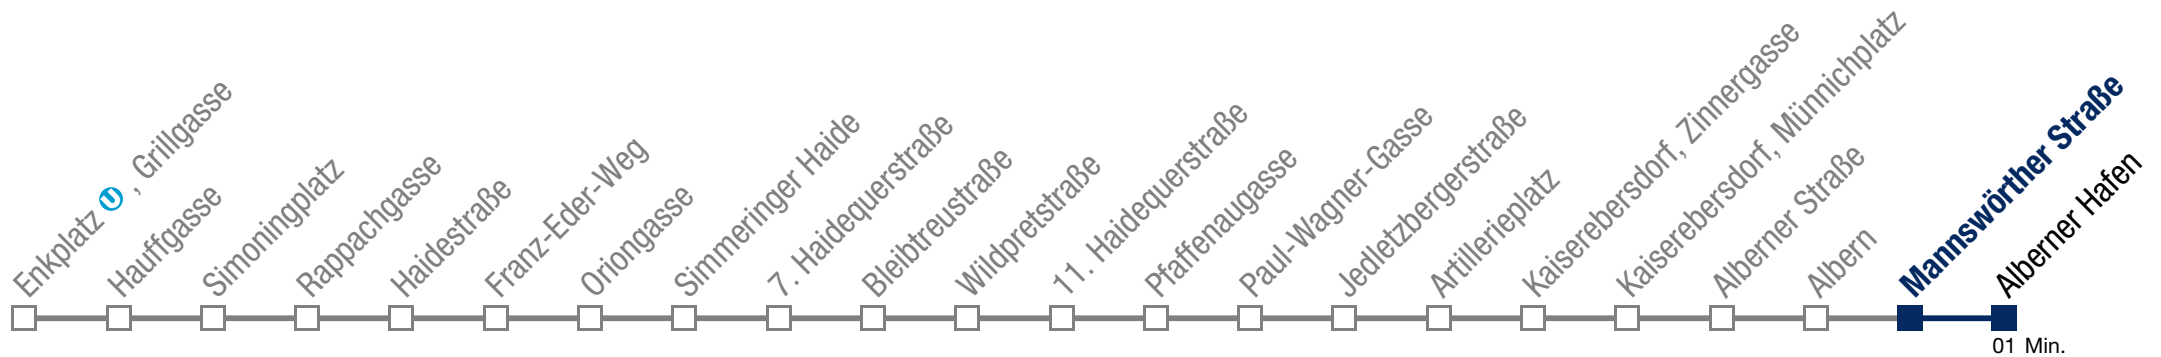 Enkplatz U, Grillgasse
Hauffgasse
Simoningplatz
Rappachgasse
Haidestraße
Franz-Eder-Weg
Oriongasse
Simmeringer Haide
7. Haidequerstraße
Bleibtreustraße
Wildpretstraße
11. Haidequerstraße
Pfaffenaugasse
Paul-Wagner-Gasse
Jedletzbergerstraße
Artillerieplatz
Kaiserebersdorf, Zinnergasse
Kaiserebersdorf, Münnichplatz
Alberner Straße
Albern
Mannswörther Straße
Alberner Hafen
01 Min.